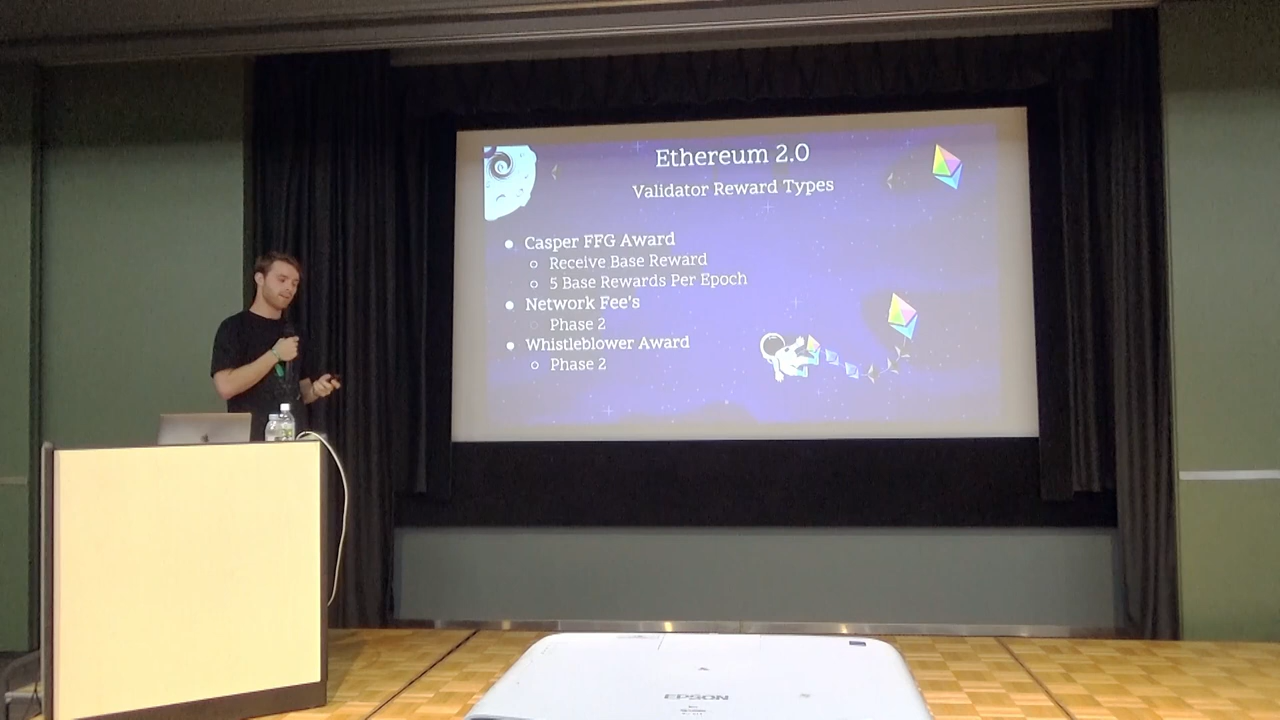 Ethereum 2.0
Validator Reward Types
Casper FFG Award
Receive Base Reward
5 Base Rewards Per Epoch
Network Fee's
Phase 2
Whistleblower Award
Phase 2
EPSON